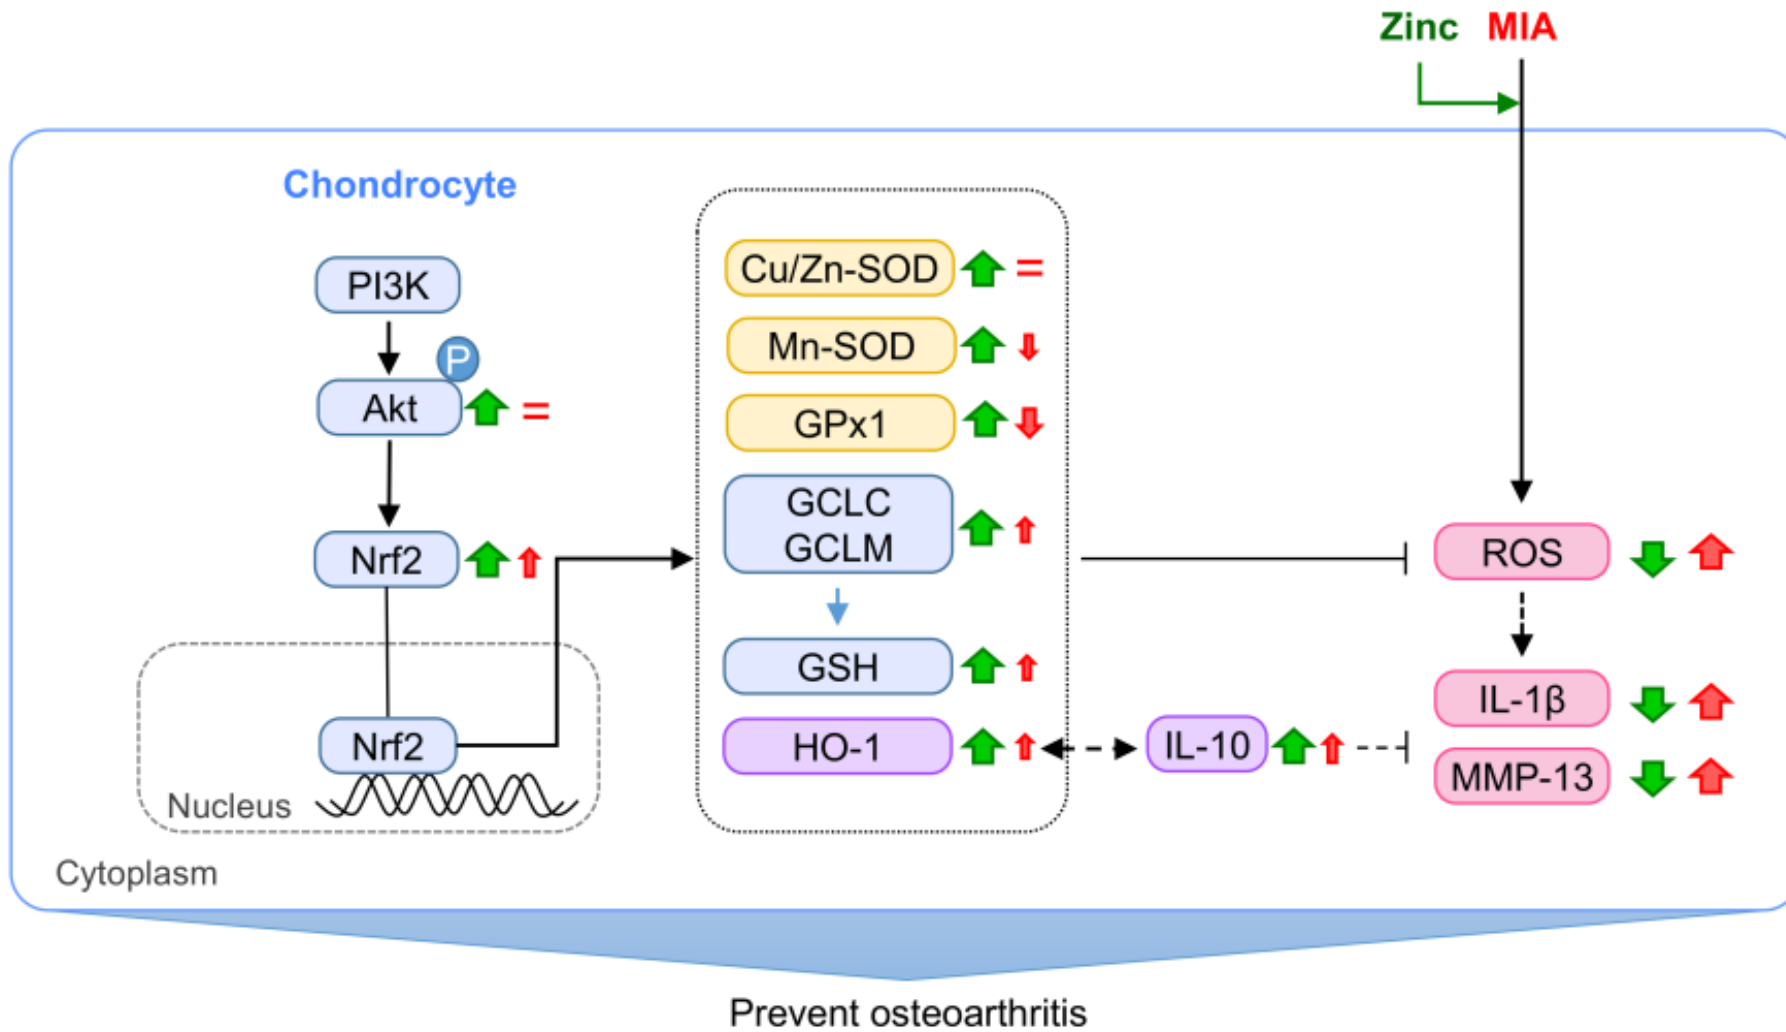 Zinc MIA
Chondrocyte
PI3K
P
Akt =
Nrf2
Nrf2
Nucleus
Cytoplasm
Cu/Zn-SOD =
Mn-SOD
GPx1
GCLC
GCLM
GSH
HO-1
IL-10
ROS
IL-1β
MMP-13
Prevent osteoarthritis